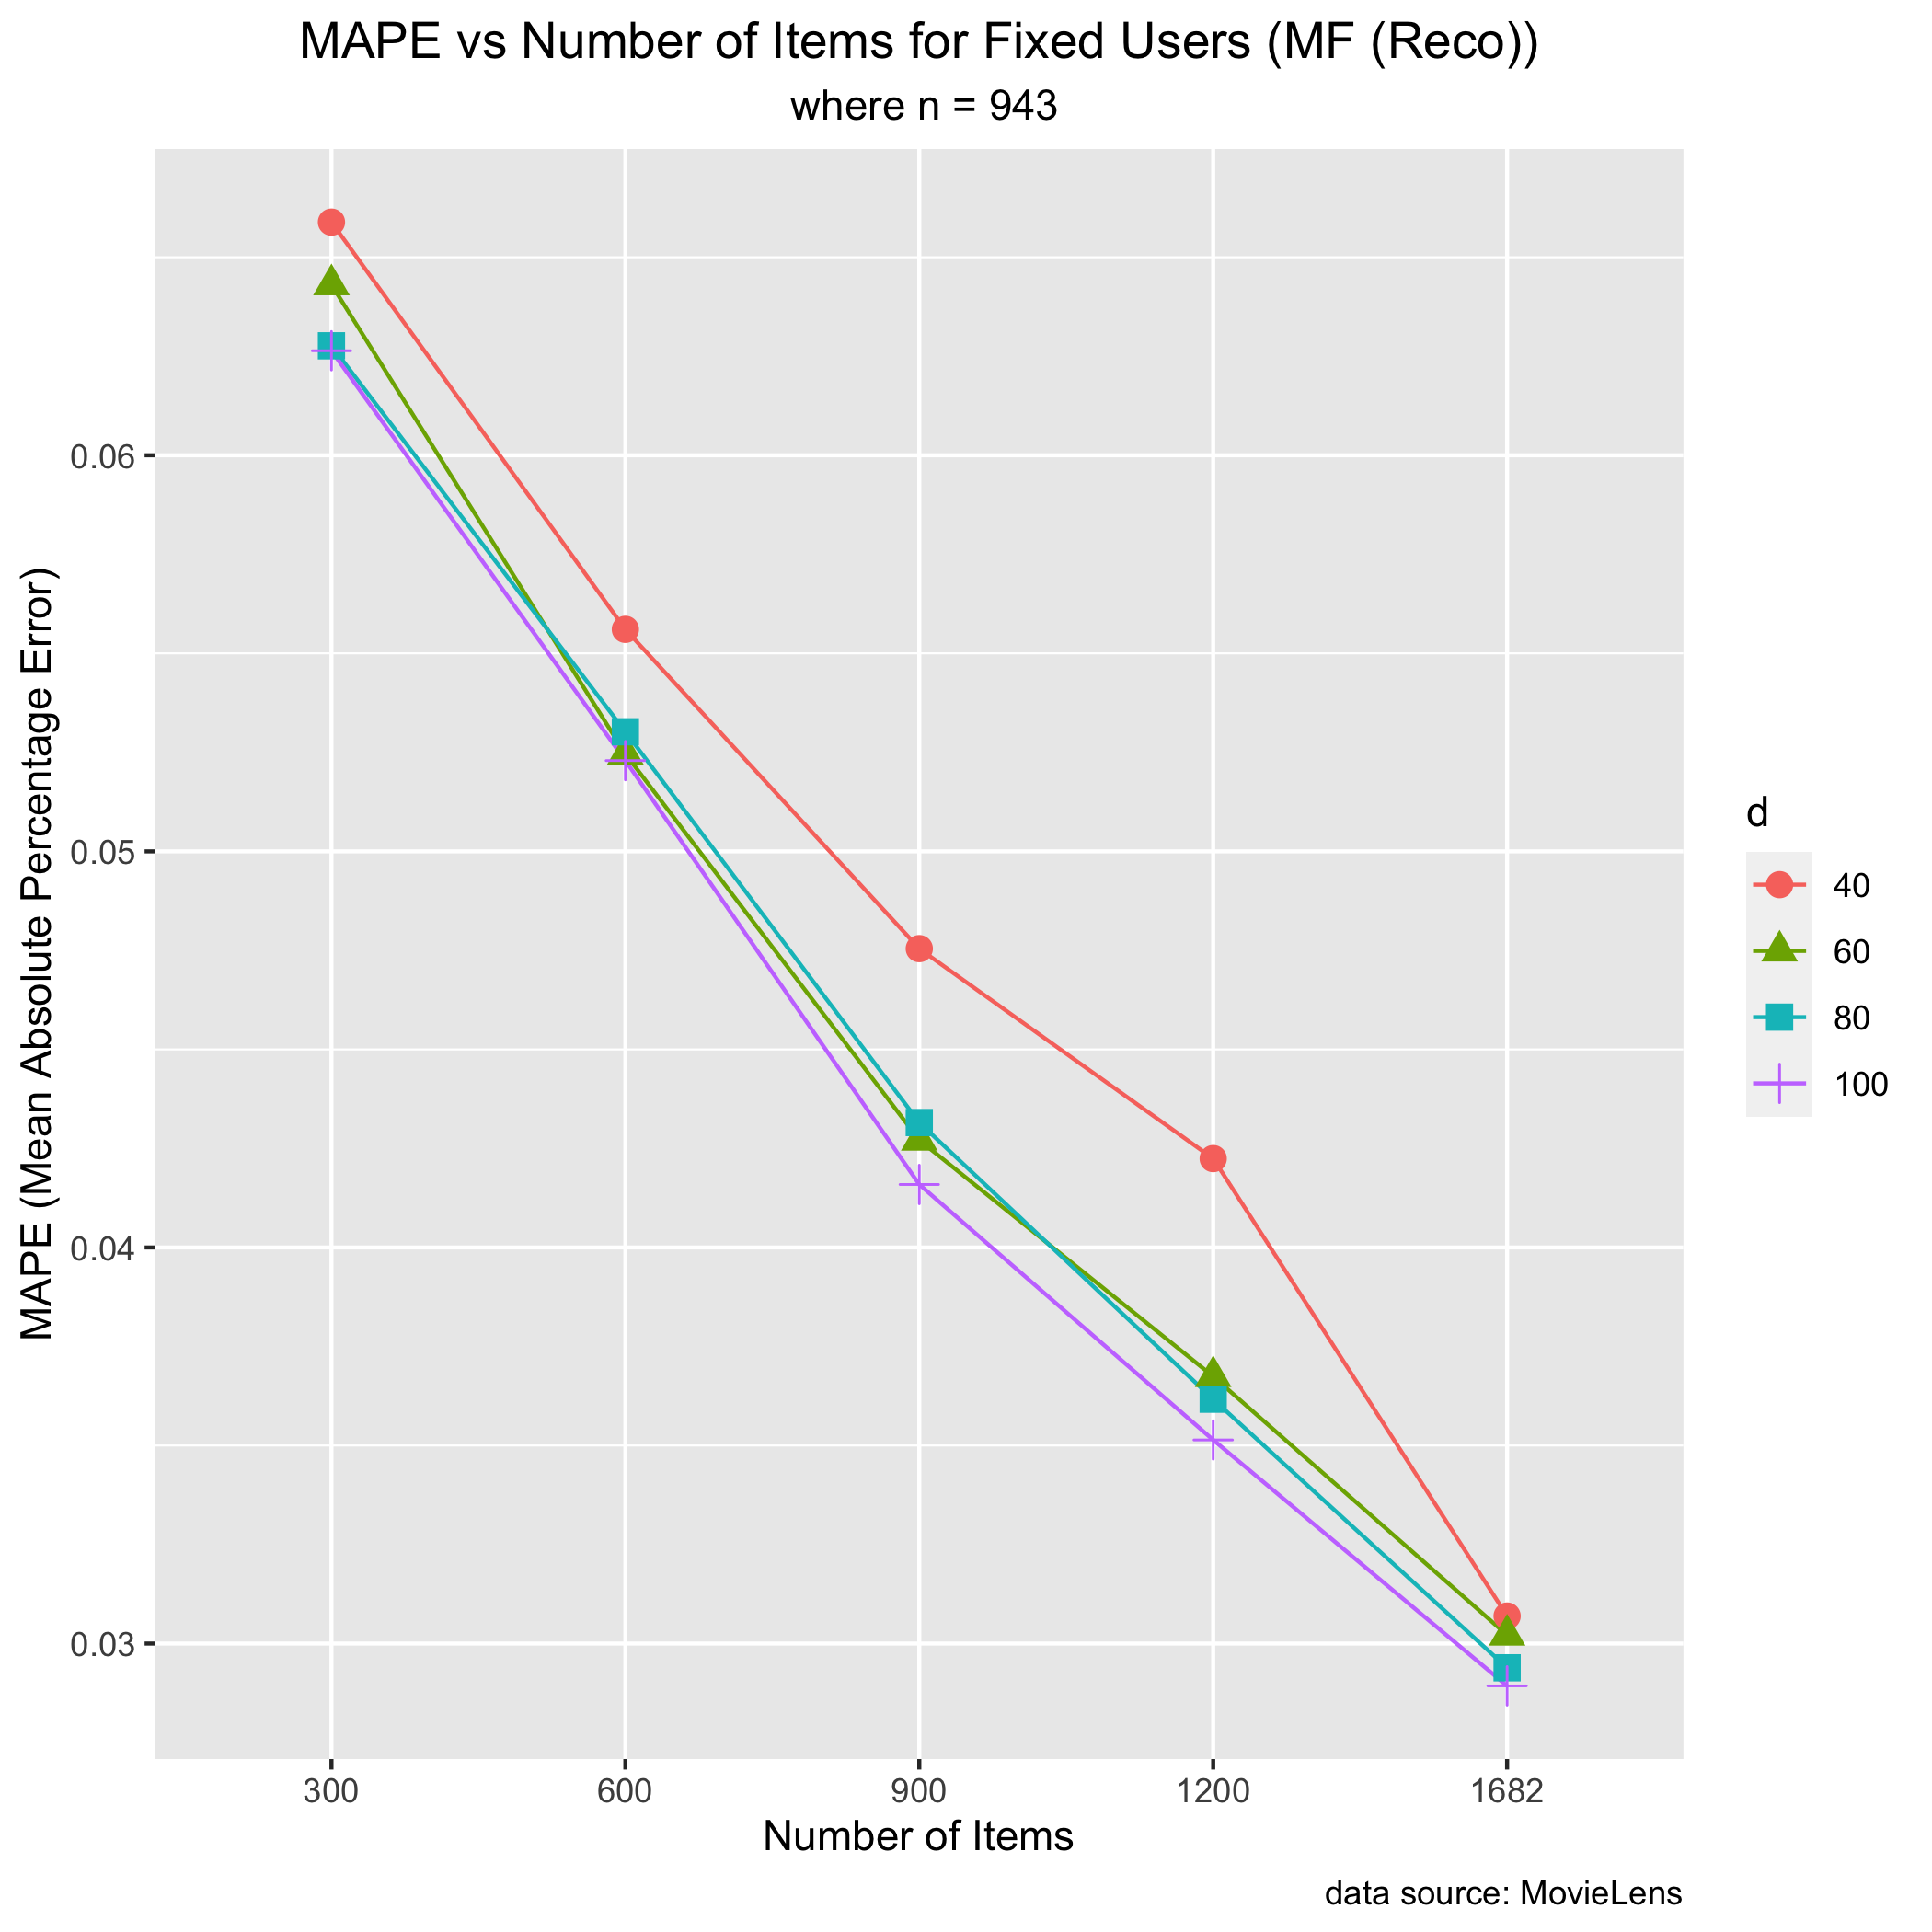 MAPE vs Number of Items for Fixed Users (MF (Reco))
where n = 943
MAPE (Mean Absolute Percentage Error)
0.06
0.05
0.04
0.03
300 600 900 1200 1682
Number of Items
d
40
60
80
100
data source: MovieLens